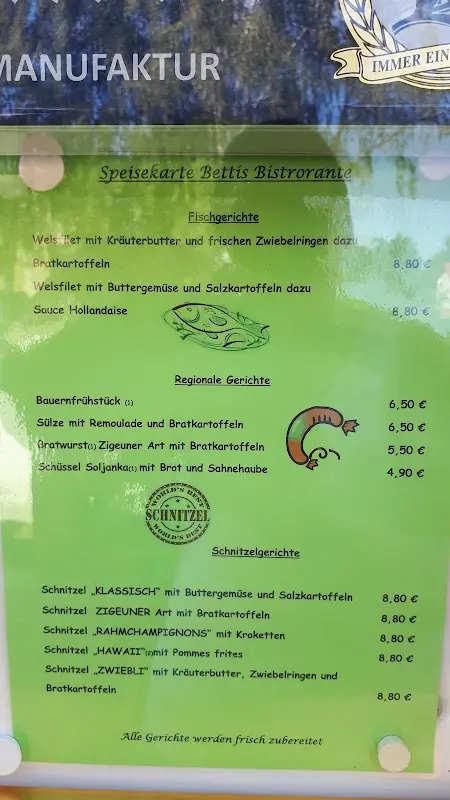 MANUFAKTUR
IMMER EIN
Speisekarte Bettis Bistrorante
Fischgerichte
Welsfilet mit Kräuterbutter und frischen Zwiebelringen dazu
Bratkartoffeln 8,80 €
Welsfilet mit Buttergemüse und Salzkartoffeln dazu
Sauce Hollandaise 8,80 €
Regionale Gerichte
Bauernfrühstück (1) 6,50 €
Sülze mit Remoulade und Bratkartoffeln 6,50 €
Bratwurst(1) Zigeuner Art mit Bratkartoffeln 5,50 €
Schüssel Soljanka(1) mit Brot und Sahnehaube 4,90 €
WORLD'S BEST
SCHNITZEL
WORLD'S BEST
Schnitzelgerichte
Schnitzel „KLASSISCH" mit Buttergemüse und Salzkartoffeln 8,80 €
Schnitzel ZIGEUNER Art mit Bratkartoffeln 8,80 €
Schnitzel „RAHMCHAMPIGNONS" mit Kroketten 8,80 €
Schnitzel „HAWAII"(2)mit Pommes frites 8,80 €
Schnitzel „ZWIEBLI" mit Kräuterbutter, Zwiebelringen und
Bratkartoffeln 8,80 €
Alle Gerichte werden frisch zubereitet